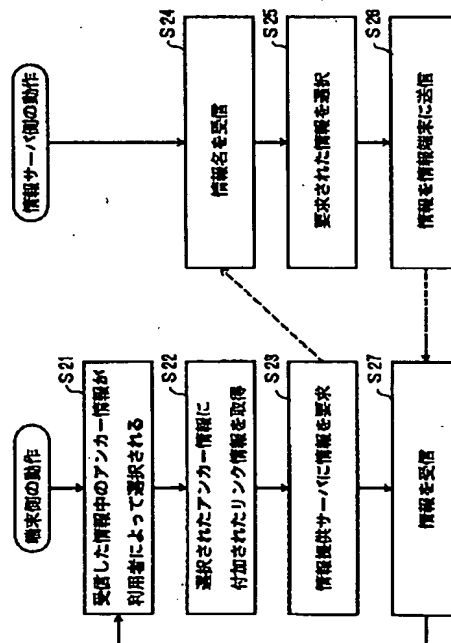 端末側の動作
S21
受信した情報中のアンカー情報が
利用者によって選択される
S22
選択されたアンカー情報に
付加されたリンク情報を取得
S23
情報提供サーバに情報を要求
S27
情報を受信
情報サーバ側の動作
S24
情報名を受信
S25
要求された情報を選択
S26
情報を情報端末に送信